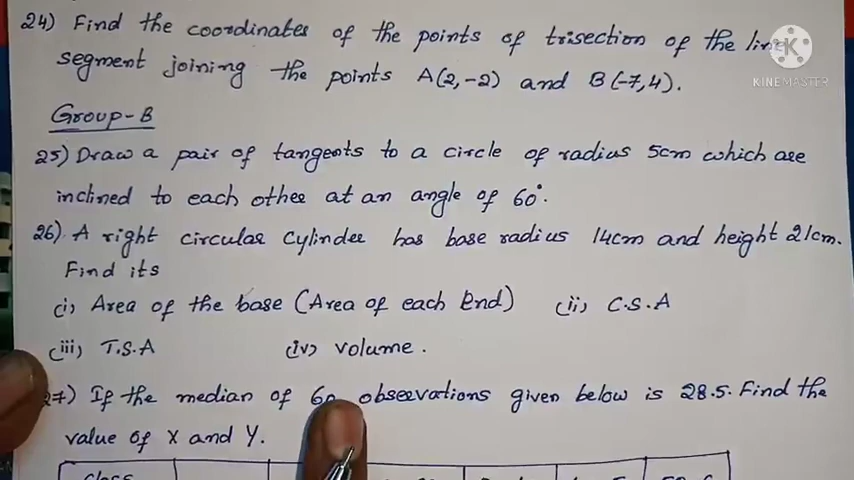 24) Find the coordinates of the points of trisection of the line
segment joining the points A(2,-2) and B(-7,4).
KINEMASTER
Group-B
25) Draw a pair of tangents to a circle of radius 5cm which are
inclined to each other at an angle of 60°.
26). A right circular cylinder has base radius 14cm and height 21cm.
Find its
(i) Area of the base (Area of each End) (ii) C.S.A
(iii) T.S.A (iv) volume.
27) If the median of 60 observations given below is 28.5. Find the
value of X and Y.